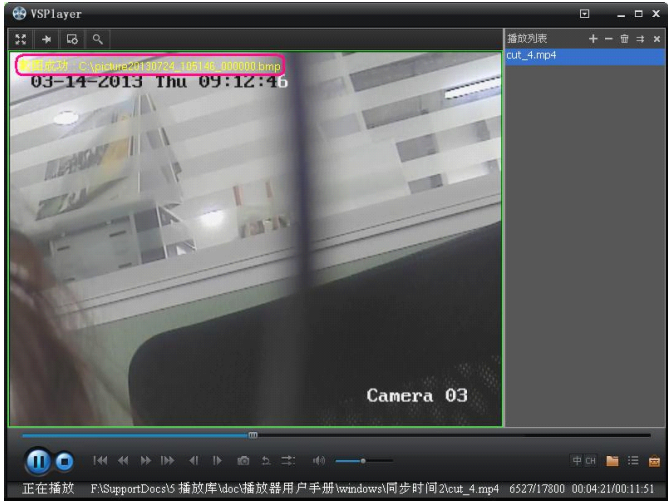 VSPlayer
播放列表
cut_4.mp4
成功 : C:\picture20130724_105146_000000.bmp
03-14-2013 Thu 09:12:46
Camera 03
中 CH
正在播放 F:\SupportDocs\5 播放库\doc\播放器用户手册\windows\同步时间2\cut_4.mp4 6527/17800 00:04:21/00:11:51